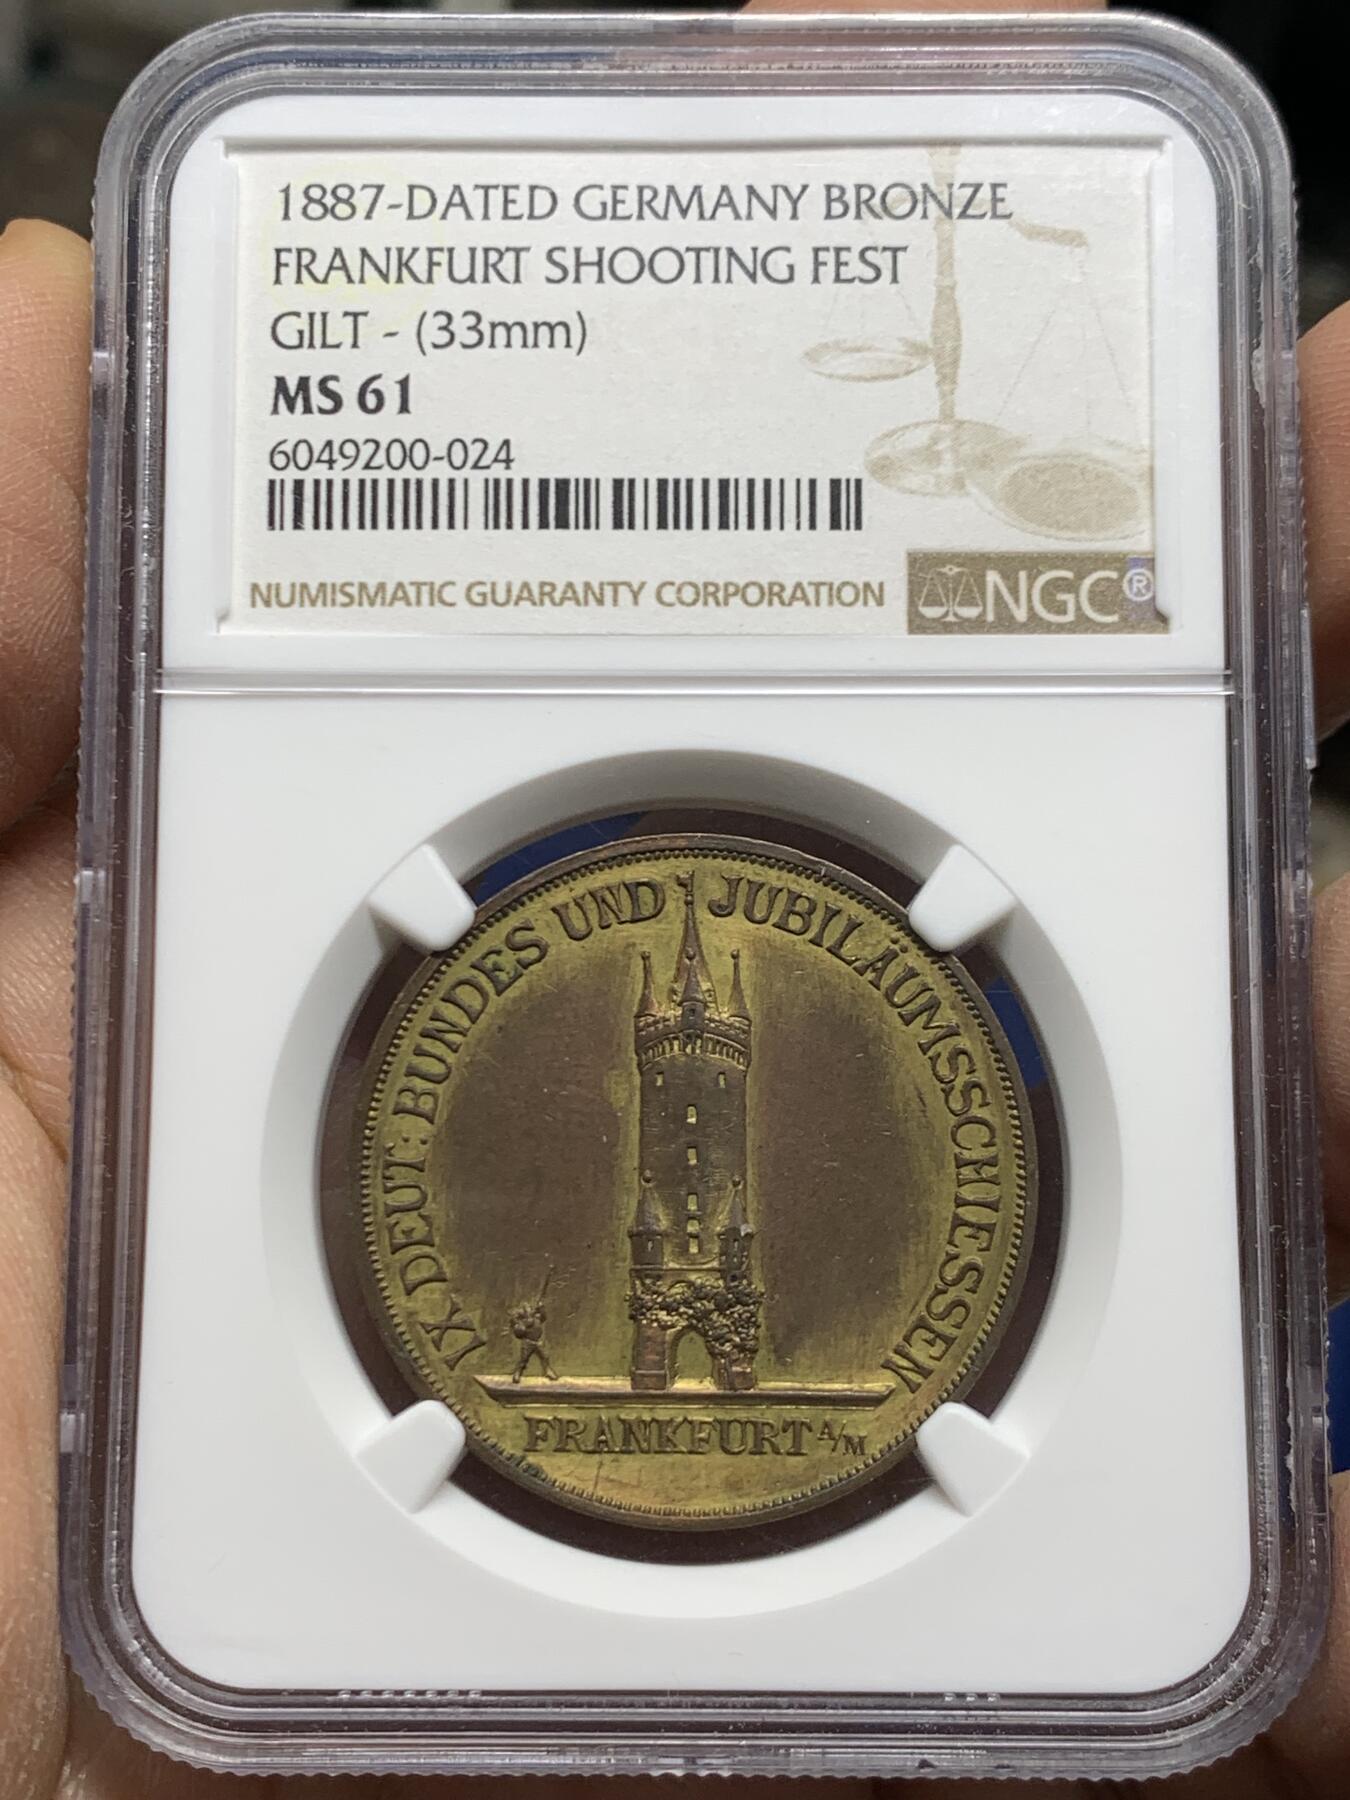 1887-DATED GERMANY BRONZE
FRANKFURT SHOOTING FEST
GILT - (33mm)
MS 61
6049200-024
NUMISMATIC GUARANTY CORPORATION NGC®
IX. DEUT: BUNDES UND JUBILÄUMSSCHIESSEN
FRANKFURT A/M